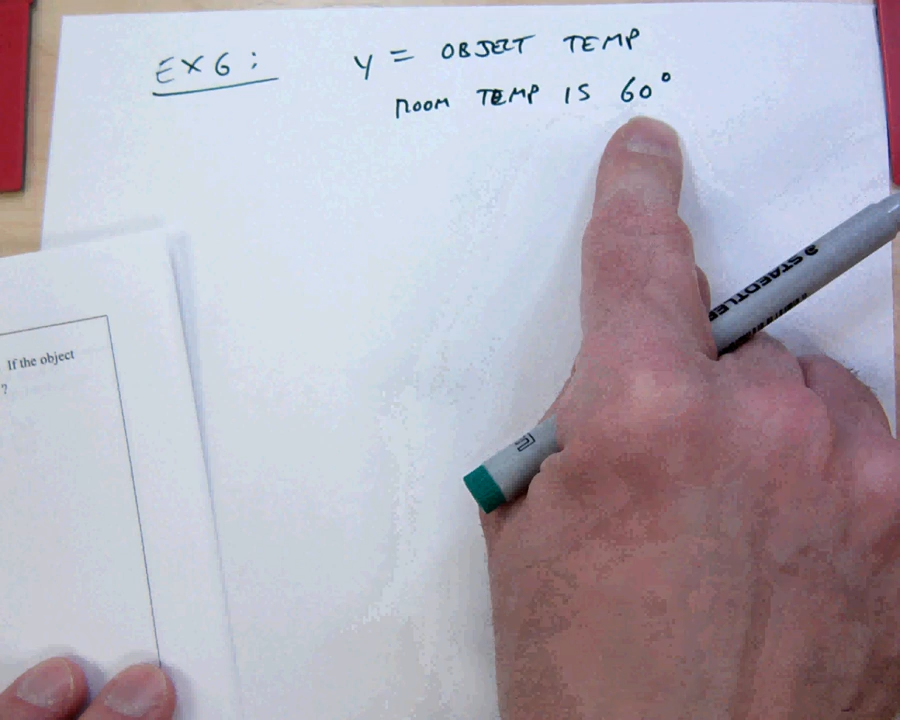 EX 6: y = OBJECT TEMP
ROOM TEMP IS 60°
If the object
?
STAEDTLER